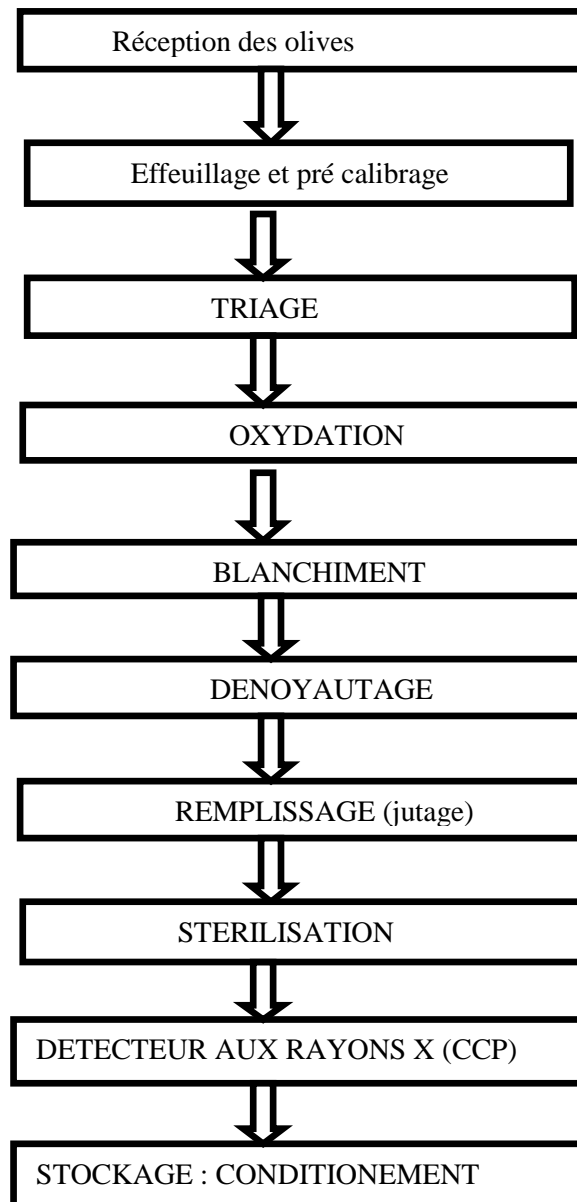 Réception des olives
Effeuillage et pré calibrage
TRIAGE
OXYDATION
BLANCHIMENT
DENOYAUTAGE
REMPLISSAGE (jutage)
STERILISATION
DETECTEUR AUX RAYONS X (CCP)
STOCKAGE : CONDITIONEMENT